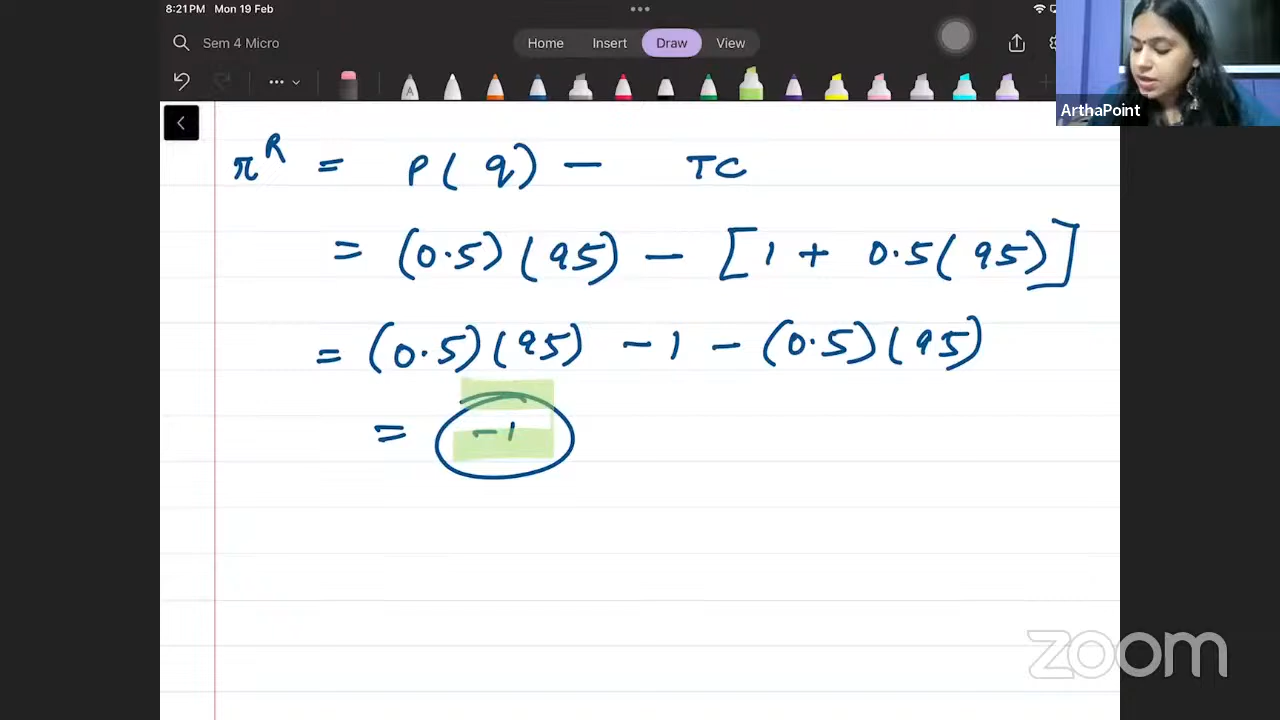 8:21 PM Mon 19 Feb
Sem 4 Micro
Home Insert Draw View
ArthaPoint
π^R = P(q) - TC
= (0.5)(95) - [1 + 0.5(95)]
= (0.5)(95) - 1 - (0.5)(95)
= -1
zoom